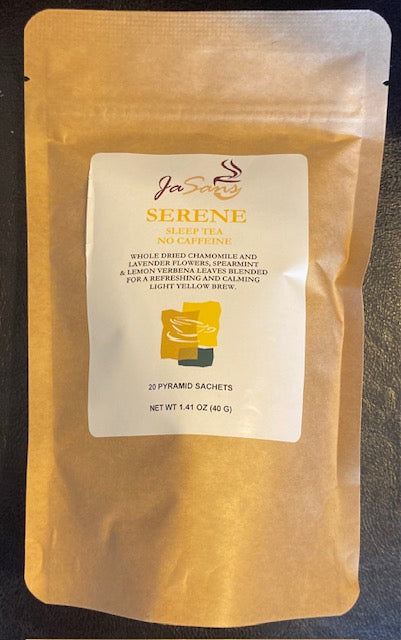 JaSans
SERENE
SLEEP TEA
NO CAFFEINE
WHOLE DRIED CHAMOMILE AND
LAVENDER FLOWERS, SPEARMINT
& LEMON VERBENA LEAVES BLENDED
FOR A REFRESHING AND CALMING
LIGHT YELLOW BREW.
20 PYRAMID SACHETS
NET WT 1.41 OZ (40 G)